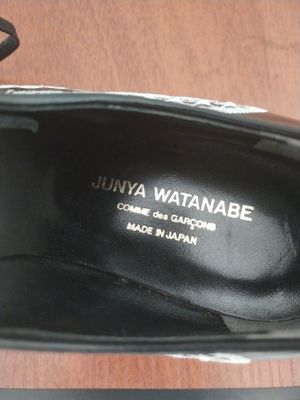 JUNYA WATANABE
COMME des GARÇONS
MADE IN JAPAN